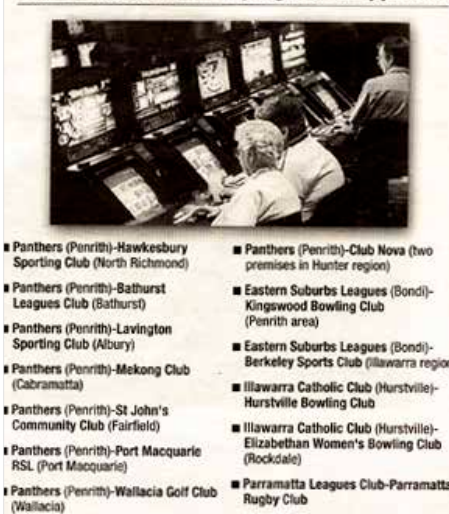 ■ Panthers (Penrith)-Hawkesbury
Sporting Club (North Richmond)
■ Panthers (Penrith)-Bathurst
Leagues Club (Bathurst)
■ Panthers (Penrith)-Lavington
Sporting Club (Albury)
■ Panthers (Penrith)-Mekong Club
(Cabramatta)
■ Panthers (Penrith)-St John's
Community Club (Fairfield)
■ Panthers (Penrith)-Port Macquarie
RSL (Port Macquarie)
■ Panthers (Penrith)-Wallacia Golf Club
(Wallacia)
■ Panthers (Penrith)-Club Nova (two
premises in Hunter region)
■ Eastern Suburbs Leagues (Bondi)-
Kingswood Bowling Club
(Penrith area)
■ Eastern Suburbs Leagues (Bondi)-
Berkeley Sports Club (Illawarra region
■ Illawarra Catholic Club (Hurstville)-
Hurstville Bowling Club
■ Illawarra Catholic Club (Hurstville)-
Elizabethan Women's Bowling Club
(Rockdale)
■ Parramatta Leagues Club-Parramatta
Rugby Club